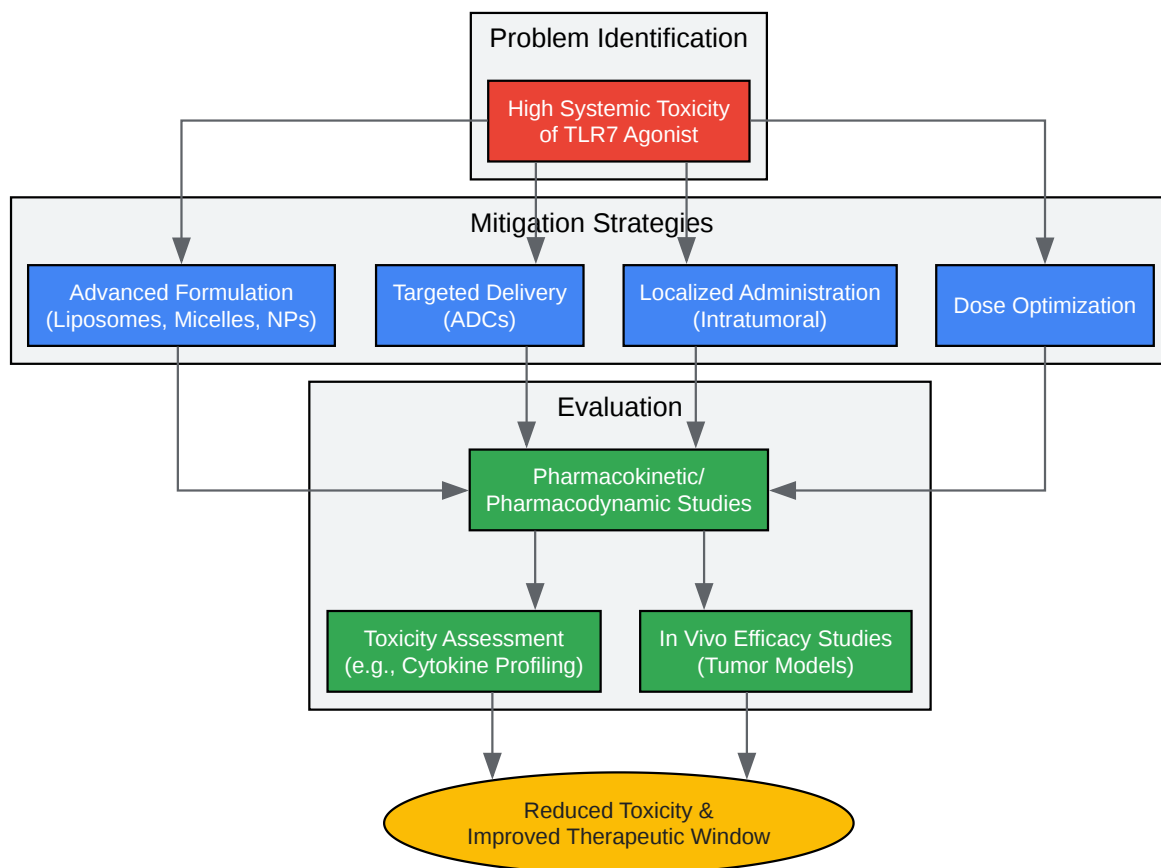 Problem Identification
High Systemic Toxicity
of TLR7 Agonist
Mitigation Strategies
Advanced Formulation
(Liposomes, Micelles, NPs)
Targeted Delivery
(ADCs)
Localized Administration
(Intratumoral)
Dose Optimization
Evaluation
Pharmacokinetic/
Pharmacodynamic Studies
Toxicity Assessment
(e.g., Cytokine Profiling)
In Vivo Efficacy Studies
(Tumor Models)
Reduced Toxicity &
Improved Therapeutic Window